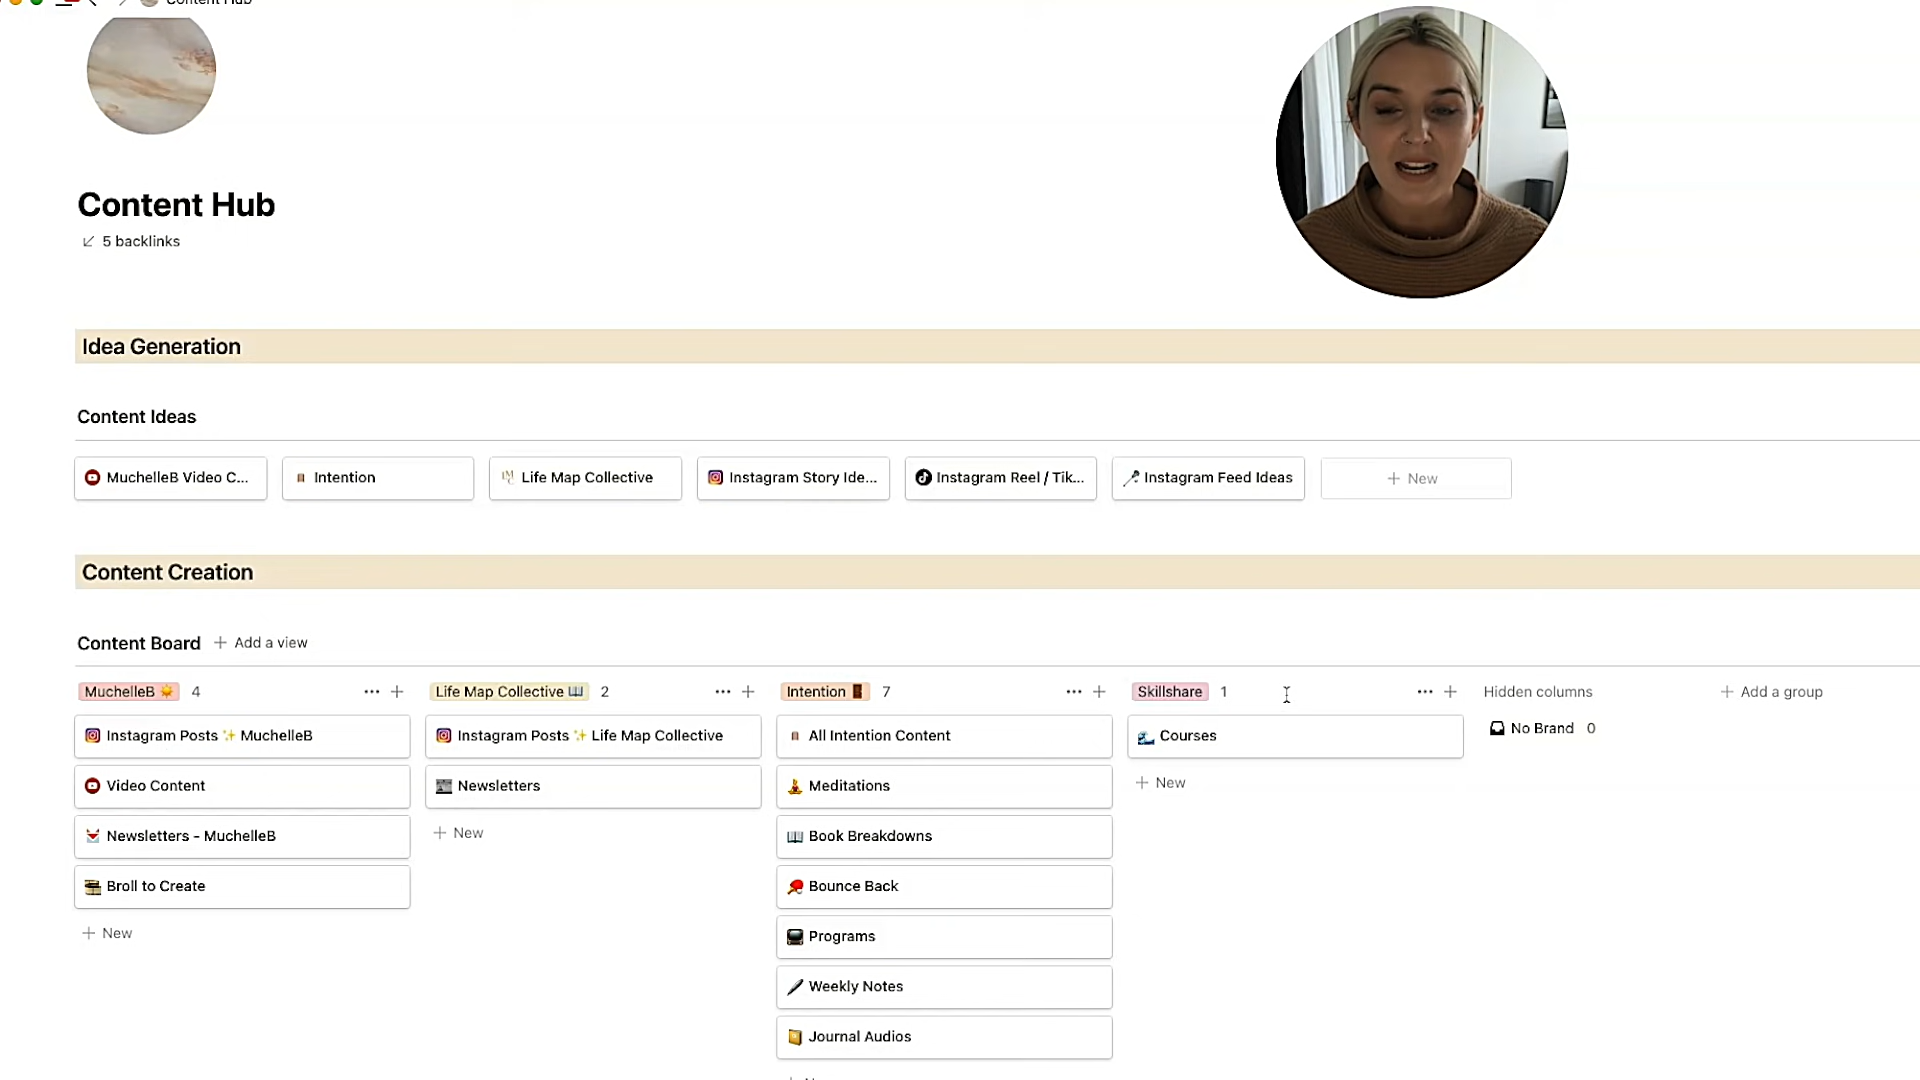 Content Hub
Content Hub
5 backlinks
Idea Generation
Content Ideas
MuchelleB Video C...
Intention
Life Map Collective
Instagram Story Ide...
Instagram Reel / Tik...
Instagram Feed Ideas
+ New
Content Creation
Content Board + Add a view
MuchelleB 4
Life Map Collective 2
Intention 7
Skillshare 1
Hidden columns
+ Add a group
Instagram Posts ✨ MuchelleB
Video Content
Newsletters - MuchelleB
Broll to Create
+ New
Instagram Posts ✨ Life Map Collective
Newsletters
+ New
All Intention Content
Meditations
Book Breakdowns
Bounce Back
Programs
Weekly Notes
Journal Audios
Courses
+ New
No Brand 0